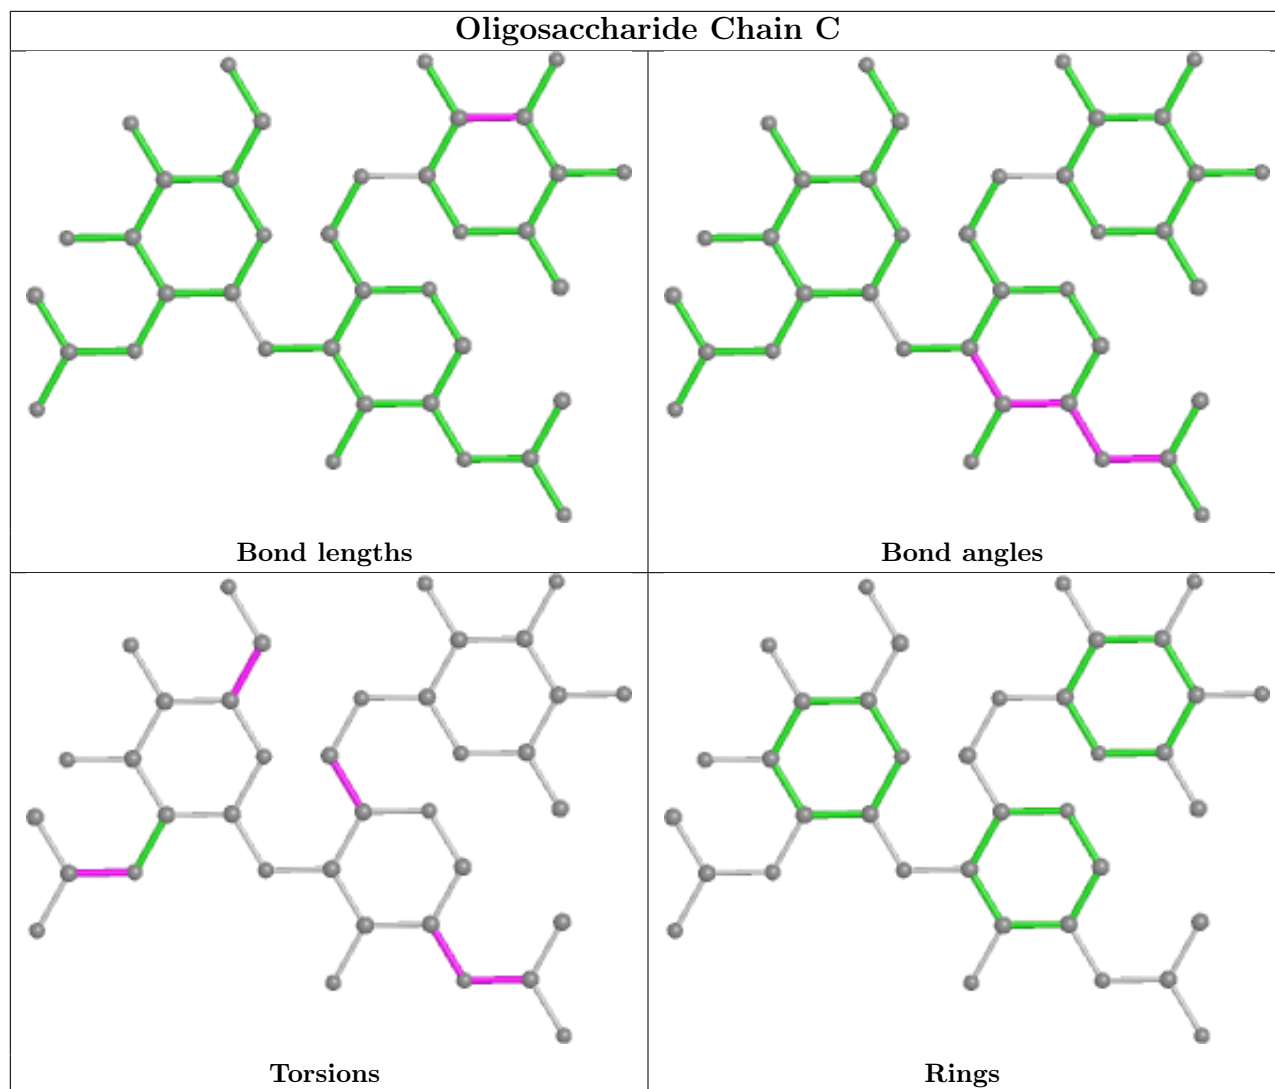 Oligosaccharide Chain C
Bond lengths
Bond angles
Torsions
Rings